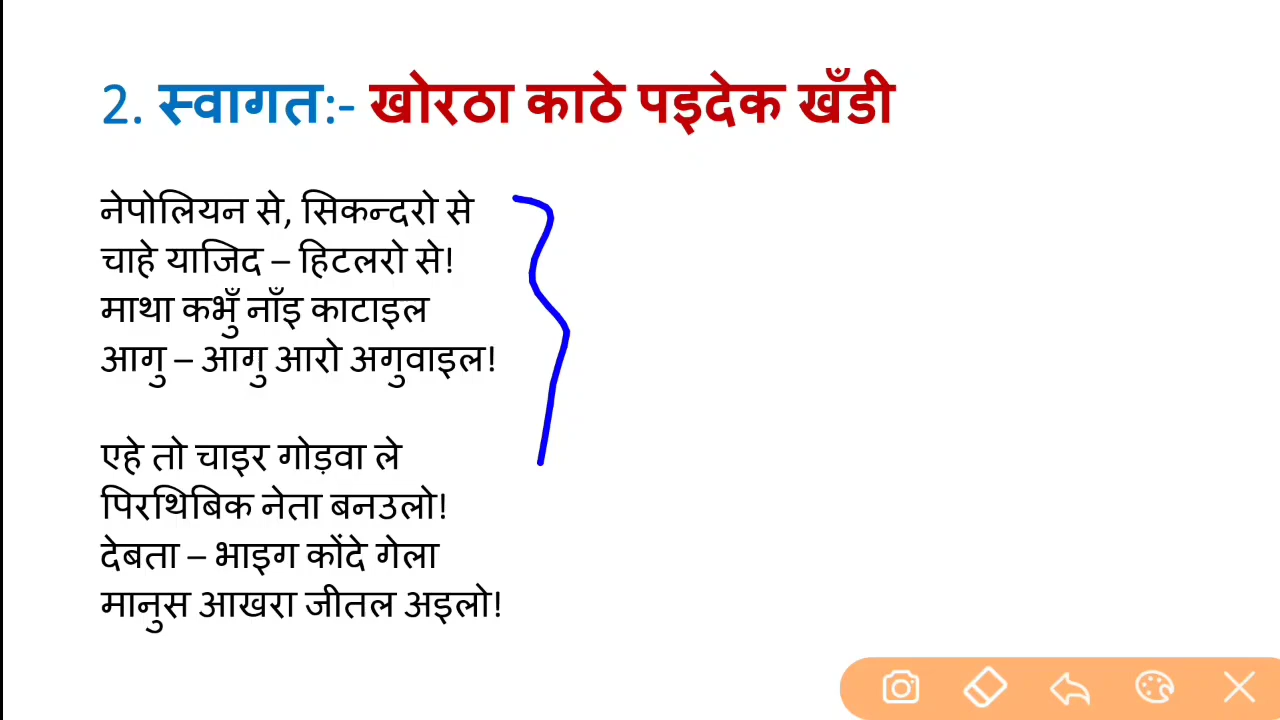 2. स्वागत:- खोरठा काठे पइदेक खँडी
नेपोलियन से, सिकन्दरो से
चाहे याजिद – हिटलरो से!
माथा कभुँ नाँइ काटाइल
आगु – आगु आरो अगुवाइल!
एहे तो चाइर गोड़वा ले
पिरथिबिक नेता बनउलो!
देबता – भाइग कोंदे गेला
मानुस आखरा जीतल अइलो!